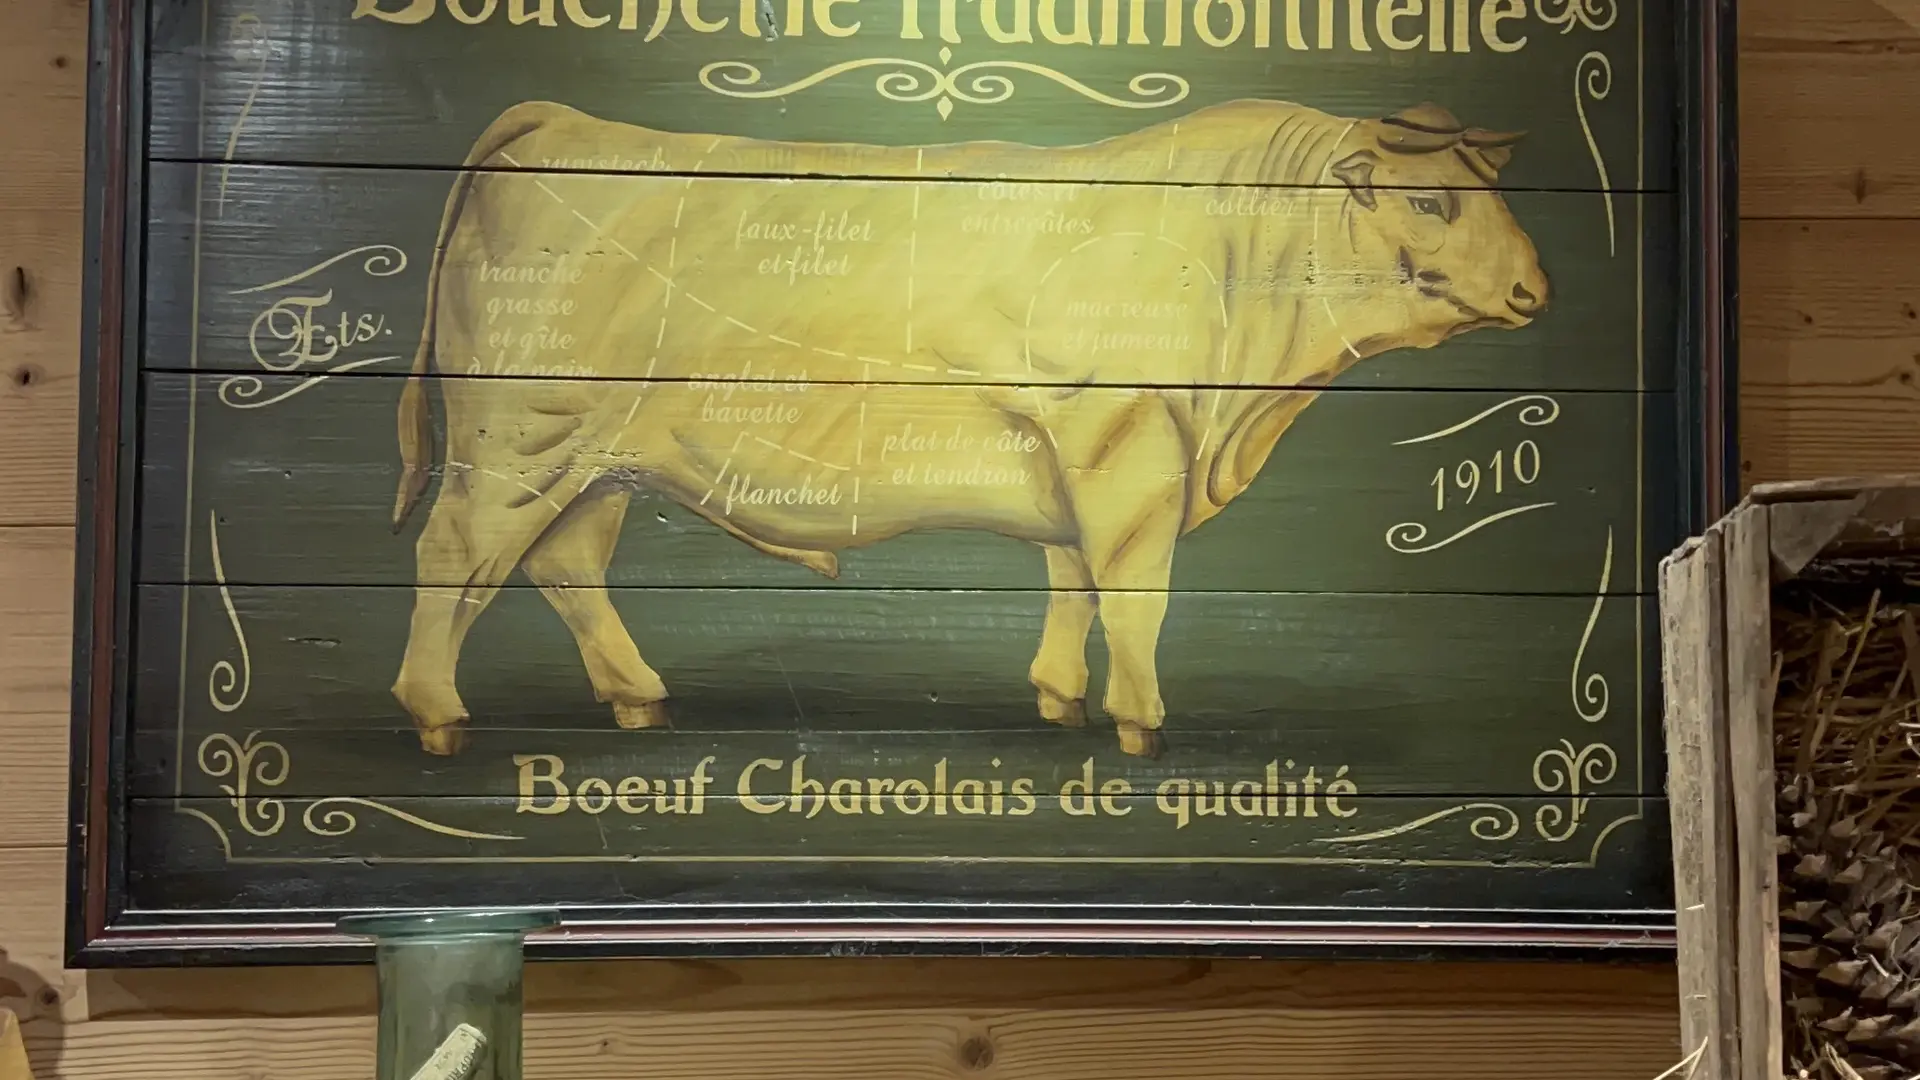 Boucherie Traditionnelle
rumsteck
côtes et
entrecôtes
collier
faux-filet
et filet
tranche
grasse
et gîte
à la noix
macreuse
et jumeau
Ets.
onglet et
bavette
plat de côte
et tendron
flanchet
1910
Boeuf Charolais de qualité